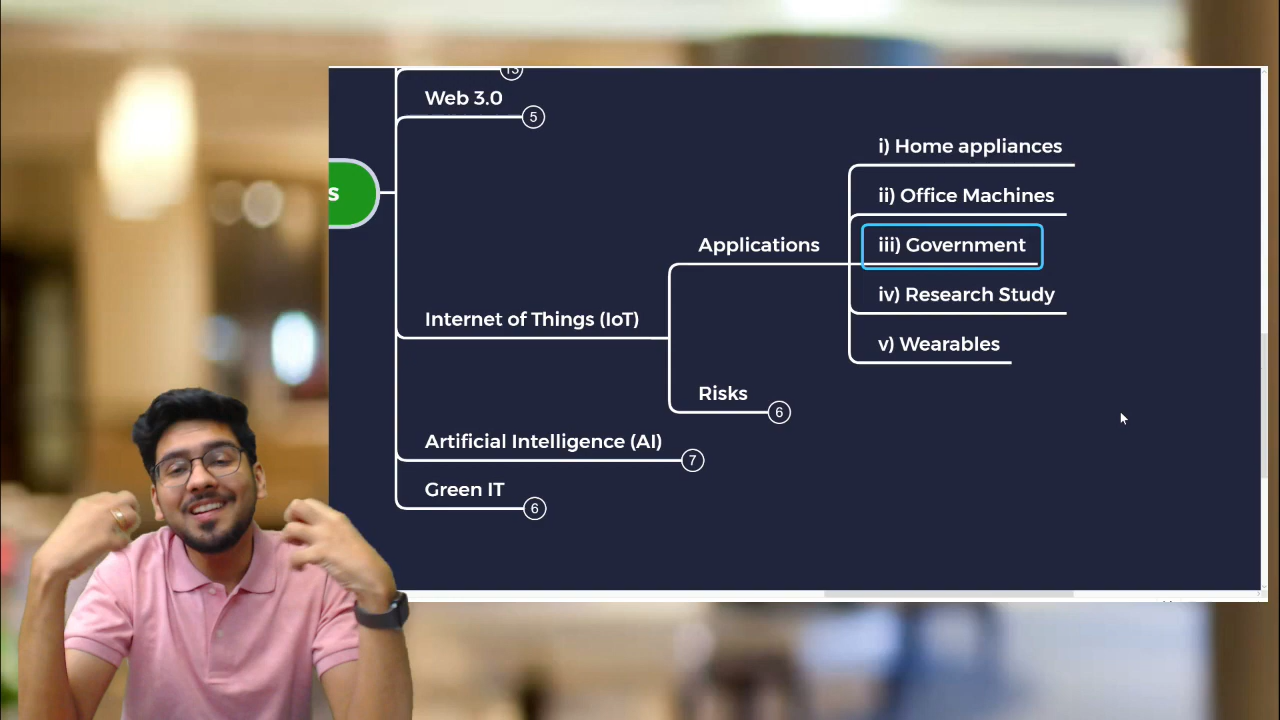 13
Web 3.0
5
s
i) Home appliances
ii) Office Machines
Applications
iii) Government
iv) Research Study
Internet of Things (IoT)
v) Wearables
Risks
6
Artificial Intelligence (AI)
7
Green IT
6